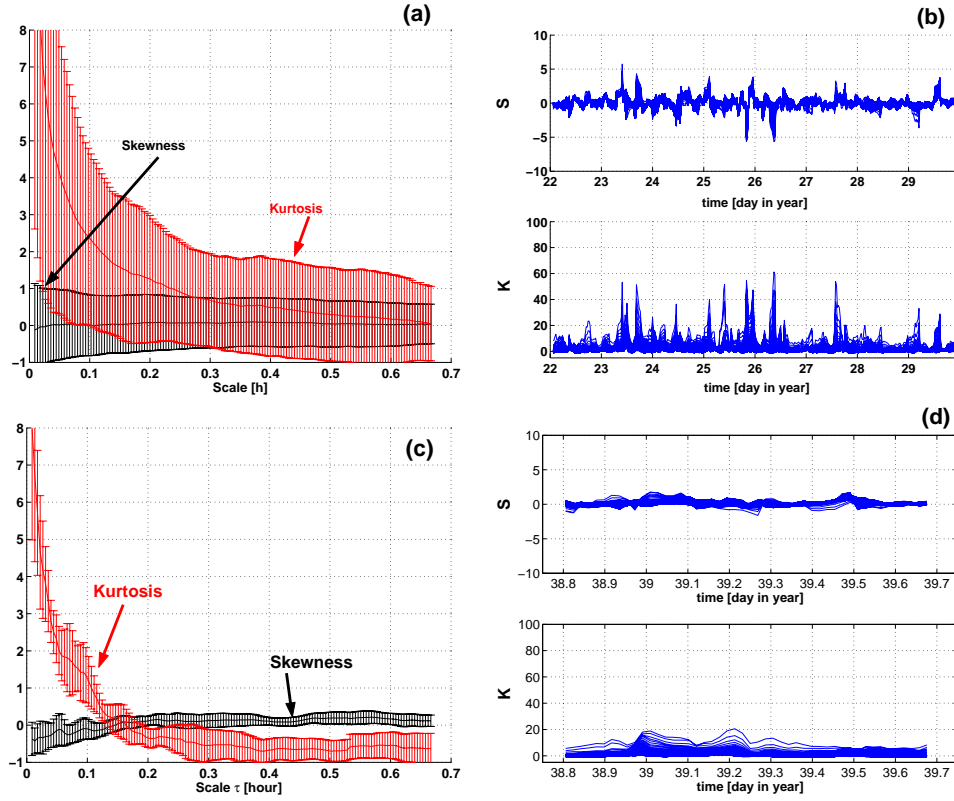 (a)
8
7
6
5
4
3
2
1
0
−1
Skewness
Kurtosis
0 0.1 0.2 0.3 0.4 0.5 0.6 0.7
Scale [h]
(b)
S
10
5
0
−5
−10
22 23 24 25 26 27 28 29
time [day in year]
K
100
80
60
40
20
0
22 23 24 25 26 27 28 29
time [day in year]
(c)
8
7
6
5
4
3
2
1
0
−1
Kurtosis
Skewness
0 0.1 0.2 0.3 0.4 0.5 0.6 0.7
Scale τ [hour]
(d)
S
10
5
0
−5
−10
38.8 38.9 39 39.1 39.2 39.3 39.4 39.5 39.6 39.7
time [day in year]
K
100
80
60
40
20
0
38.8 38.9 39 39.1 39.2 39.3 39.4 39.5 39.6 39.7
time [day in year]